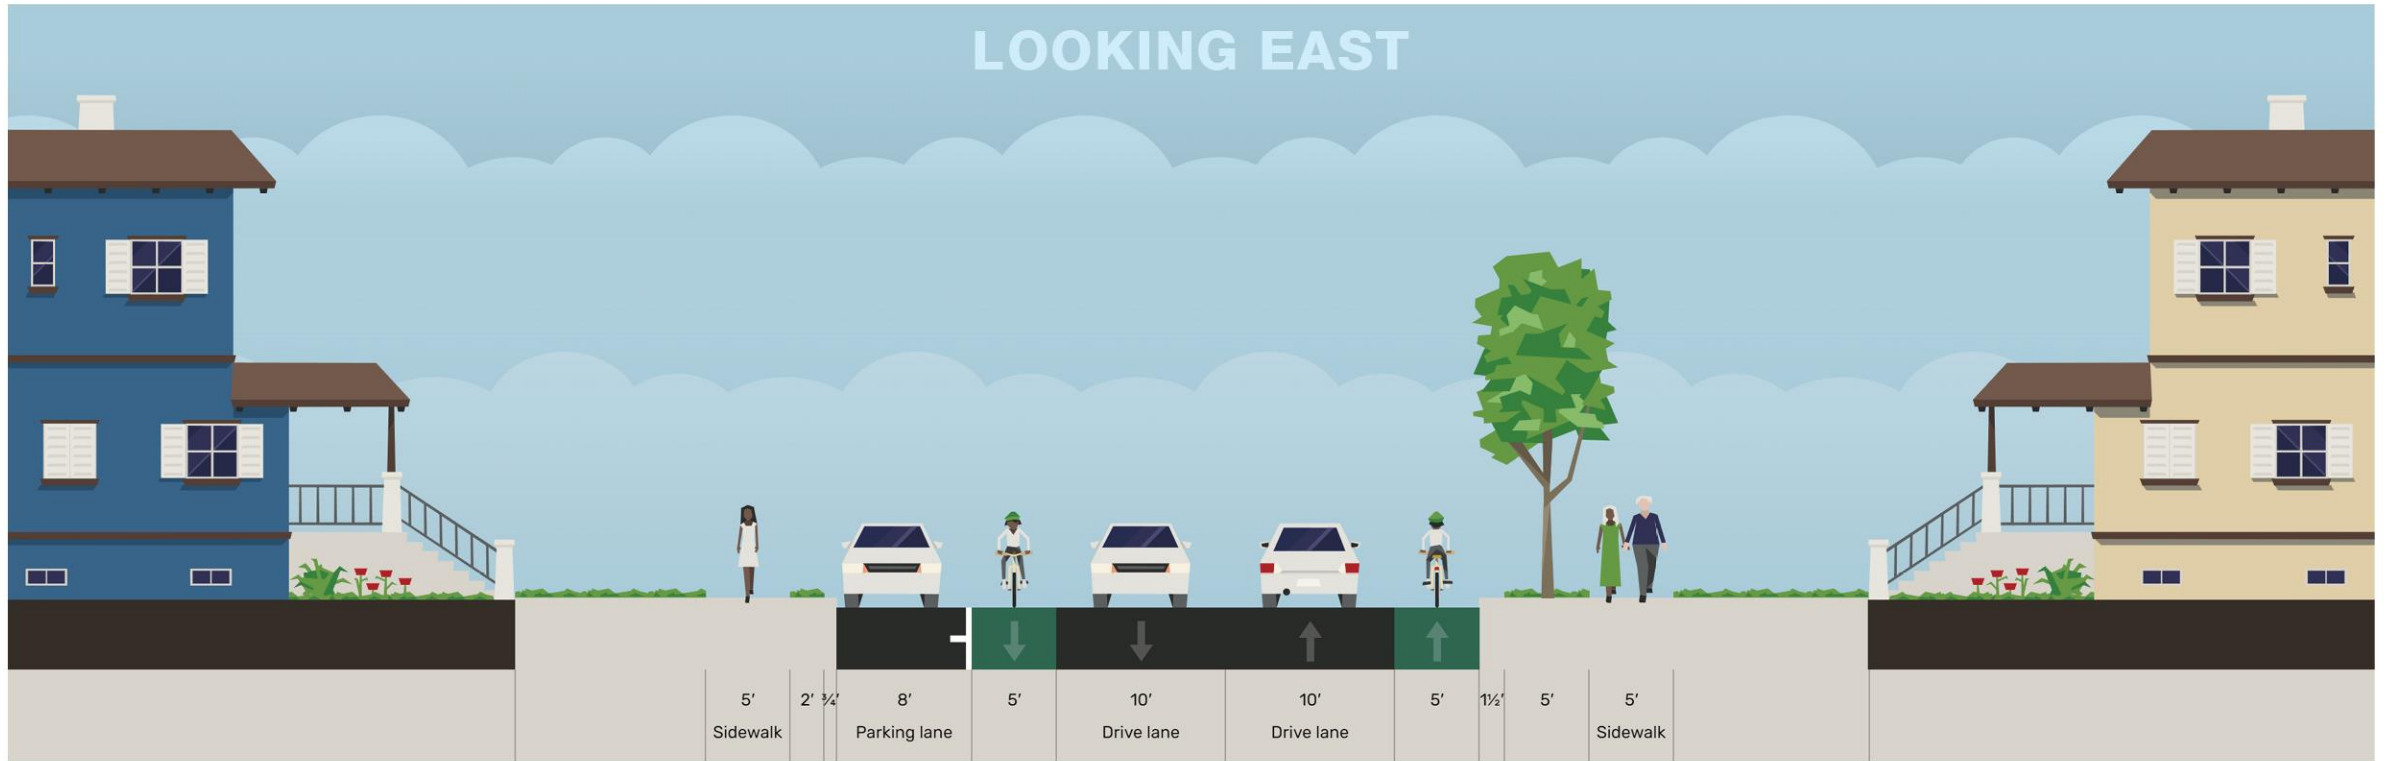 LOOKING EAST
5′ 2′ ¾′ 8′ 5′ 10′ 10′ 5′ 1½′ 5′ 5′
Sidewalk Parking lane Drive lane Drive lane Sidewalk